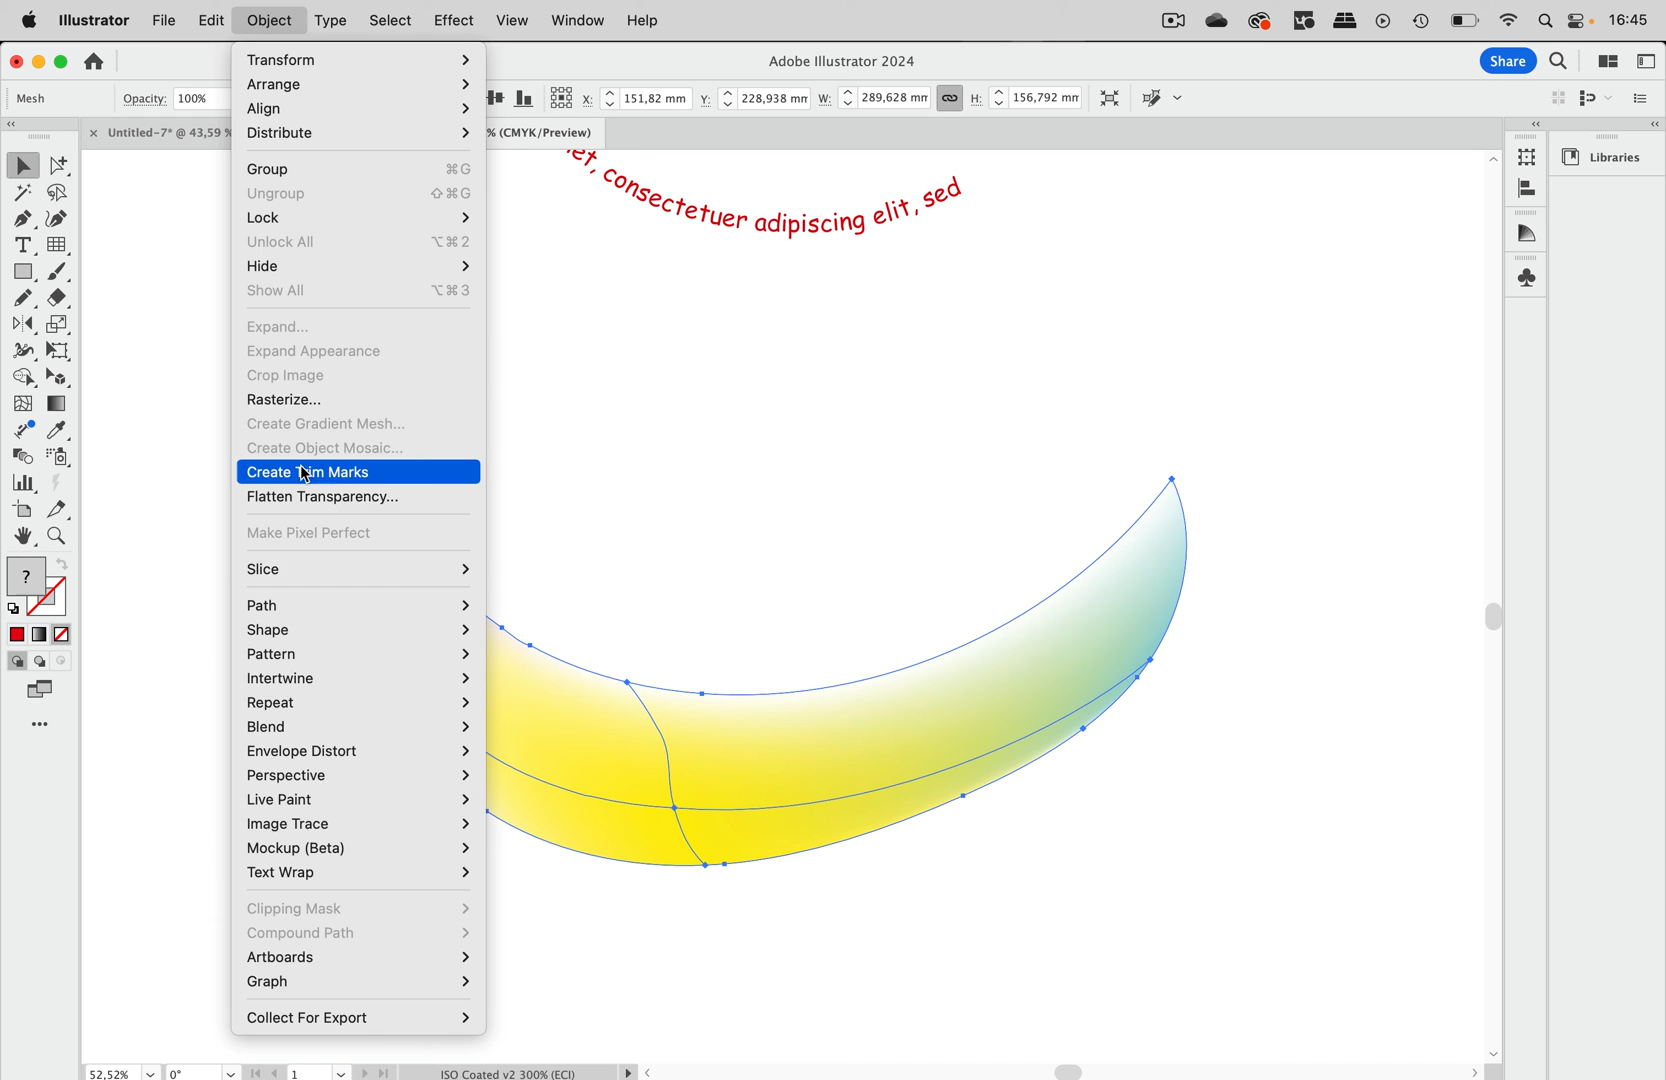 Illustrator File Edit Object Type Select Effect View Window Help 16:45
Adobe Illustrator 2024 Share
Mesh Opacity: 100% X: 151,82 mm Y: 228,938 mm W: 289,628 mm H: 156,792 mm
Untitled-7* @ 43,59 % % (CMYK/Preview)
Libraries
Transform
Arrange
Align
Distribute
Group ⌘G
Ungroup ⇧⌘G
Lock
Unlock All ⌥⌘2
Hide
Show All ⌥⌘3
Expand...
Expand Appearance
Crop Image
Rasterize...
Create Gradient Mesh...
Create Object Mosaic...
Create Trim Marks
Flatten Transparency...
Make Pixel Perfect
Slice
Path
Shape
Pattern
Intertwine
Repeat
Blend
Envelope Distort
Perspective
Live Paint
Image Trace
Mockup (Beta)
Text Wrap
Clipping Mask
Compound Path
Artboards
Graph
Collect For Export
et, consectetuer adipiscing elit, sed
?
52,52% 0° 1 ISO Coated v2 300% (ECI)